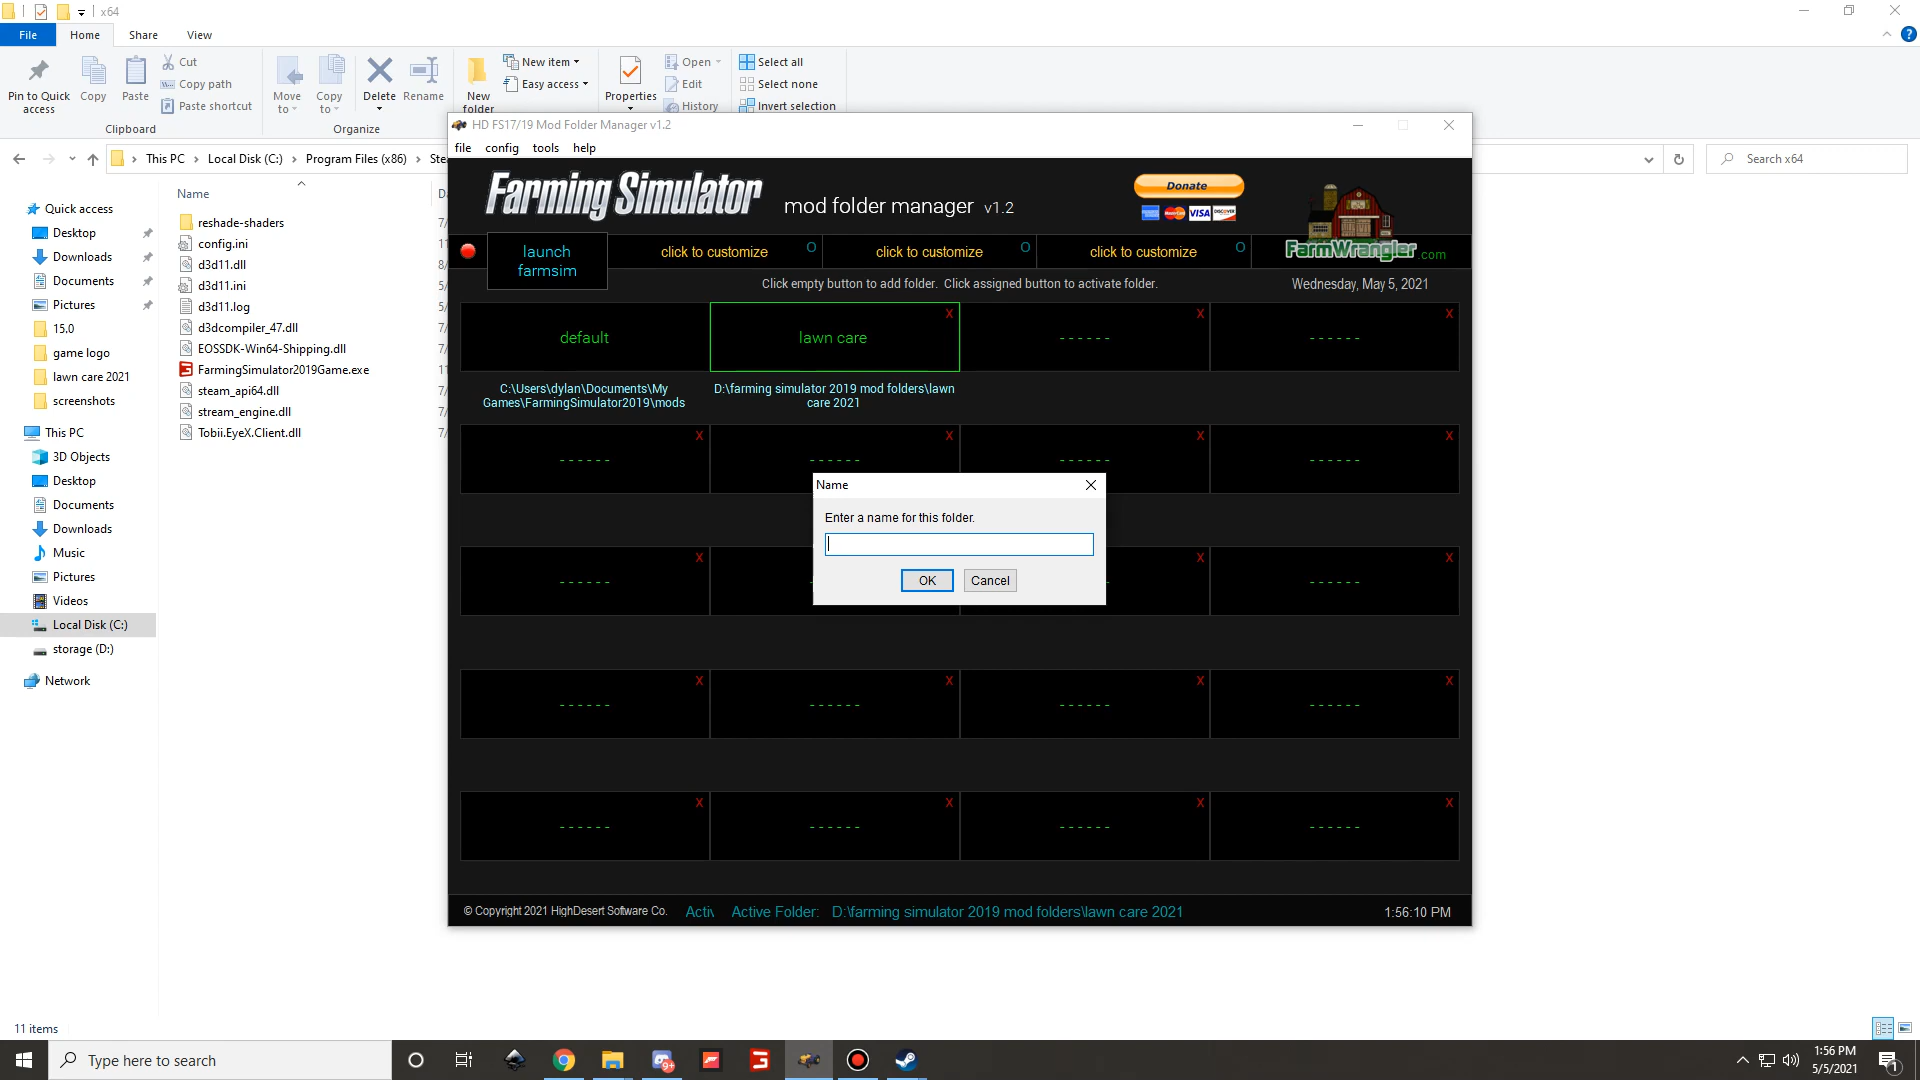 x64
File Home Share View
Pin to Quick access
Copy
Paste
Cut
Copy path
Paste shortcut
Clipboard
Move to
Copy to
Delete
Rename
Organize
New folder
New item
Easy access
Properties
Open
Edit
History
Select all
Select none
Invert selection
This PC Local Disk (C:) Program Files (x86) Ste
Search x64
Quick access
Desktop
Downloads
Documents
Pictures
15.0
game logo
lawn care 2021
screenshots
This PC
3D Objects
Desktop
Documents
Downloads
Music
Pictures
Videos
Local Disk (C:)
storage (D:)
Network
Name
reshade-shaders
config.ini
d3d11.dll
d3d11.ini
d3d11.log
d3dcompiler_47.dll
EOSSDK-Win64-Shipping.dll
FarmingSimulator2019Game.exe
steam_api64.dll
stream_engine.dll
Tobii.EyeX.Client.dll
11 items
HD FS17/19 Mod Folder Manager v1.2
file config tools help
Farming Simulator
mod folder manager v1.2
Donate
VISA
DISCOVER
FarmWrangler.com
launch farmsim
click to customize O
click to customize O
click to customize O
Click empty button to add folder. Click assigned button to activate folder.
Wednesday, May 5, 2021
default
lawn care X
------ X
------ X
C:\Users\dylan\Documents\My Games\FarmingSimulator2019\mods
D:\farming simulator 2019 mod folders\lawn care 2021
------ X
------ X
------ X
------ X
Name
Enter a name for this folder.
OK Cancel
------ X
X
------ X
------ X
------ X
------ X
------ X
------ X
------ X
------ X
------ X
© Copyright 2021 HighDesert Software Co.
Activ
Active Folder: D:\farming simulator 2019 mod folders\lawn care 2021
1:56:10 PM
Type here to search
9+
1:56 PM
5/5/2021
1